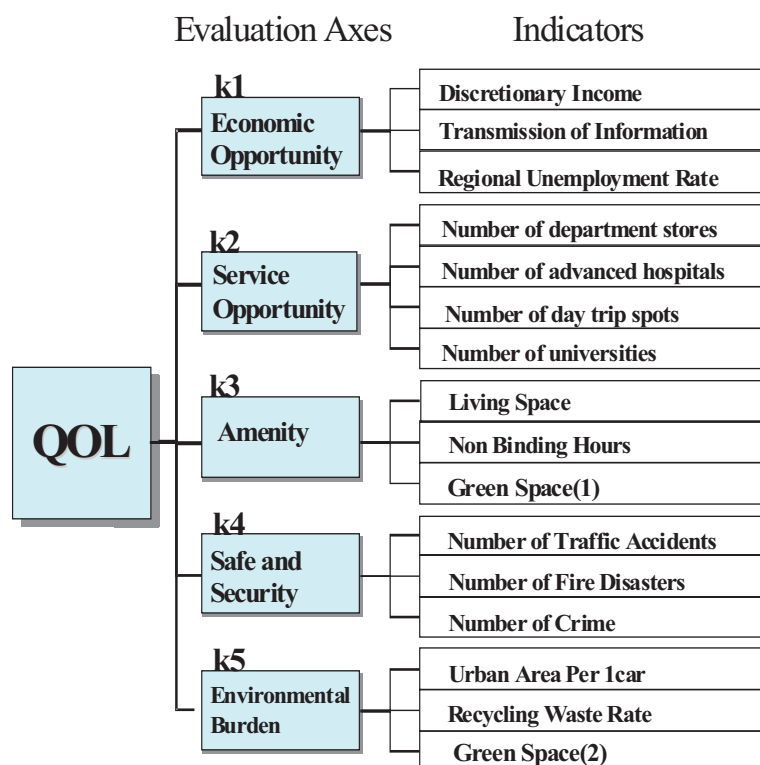 Evaluation Axes
Indicators
QOL
k1
Economic
Opportunity
Discretionary Income
Transmission of Information
Regional Unemployment Rate
k2
Service
Opportunity
Number of department stores
Number of advanced hospitals
Number of day trip spots
Number of universities
k3
Amenity
Living Space
Non Binding Hours
Green Space(1)
k4
Safe and
Security
Number of Traffic Accidents
Number of Fire Disasters
Number of Crime
k5
Environmental
Burden
Urban Area Per 1car
Recycling Waste Rate
Green Space(2)